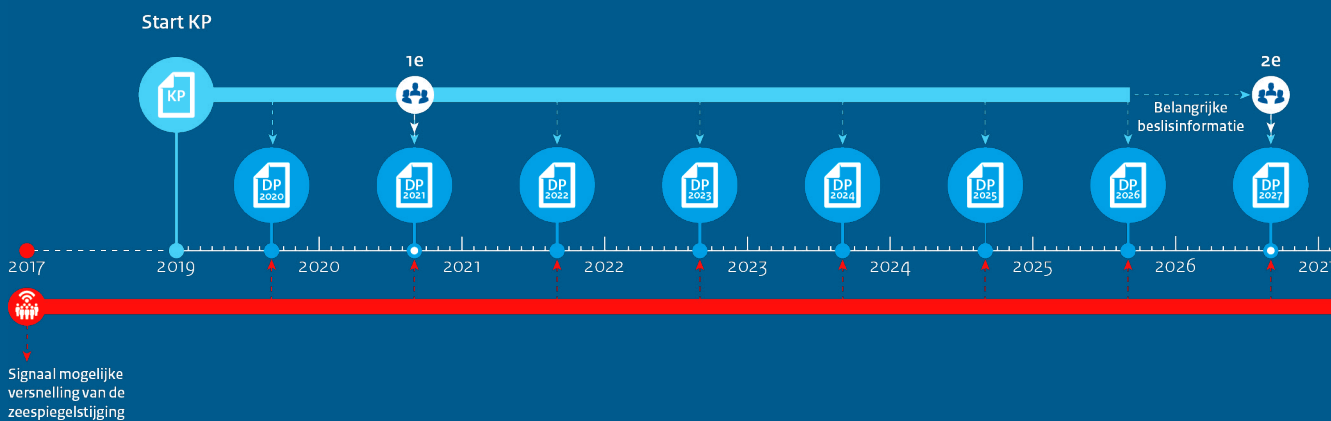 Start KP
1e
2e
KP
Belangrijke
beslisinformatie
DP
2020
DP
2021
DP
2022
DP
2023
DP
2024
DP
2025
DP
2026
DP
2027
2017
2019
2020
2021
2022
2023
2024
2025
2026
Signaal mogelijke
versnelling van de
zeespiegelstijging